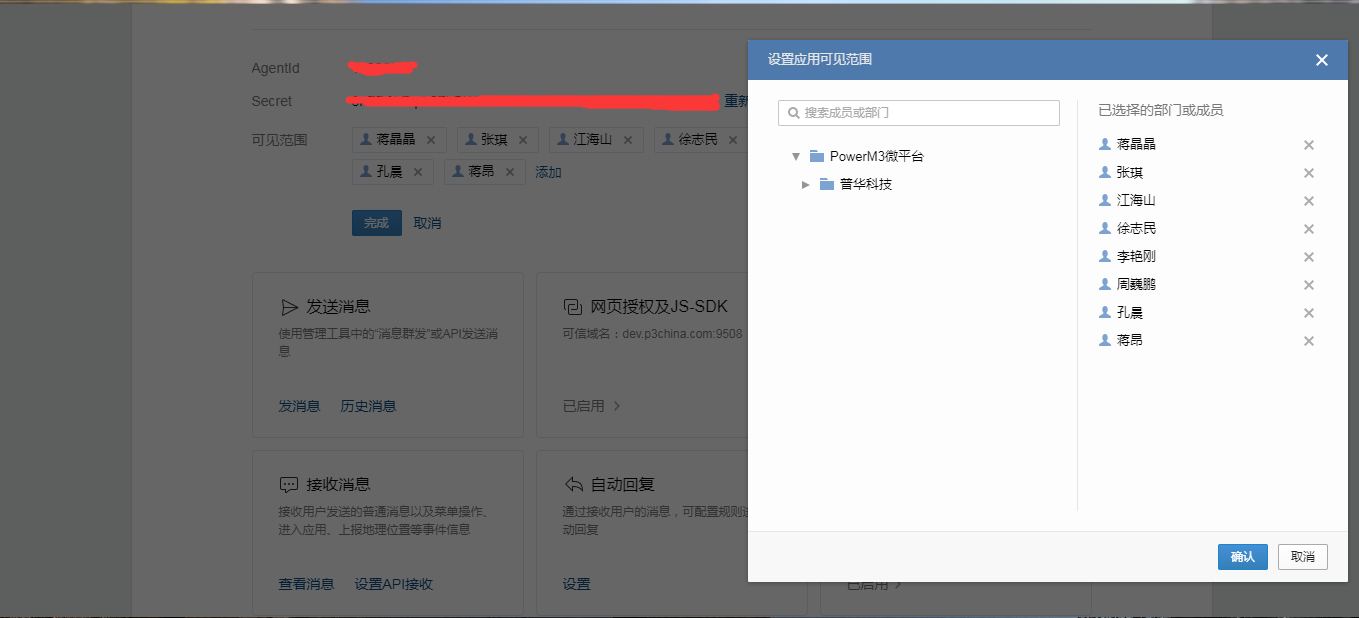 AgentId
Secret
重新
可见范围
蒋晶晶
张琪
江海山
徐志民
孔晨
蒋昂
添加
完成
取消
发送消息
使用管理工具中的“消息群发”或API发送消
息
发消息
历史消息
网页授权及JS-SDK
可信域名：dev.p3china.com:9508
已启用
接收消息
接收用户发送的普通消息以及菜单操作、
进入应用、上报地理位置等事件信息
查看消息
设置API接收
自动回复
通过接收用户的消息，可配置规则
动回复
设置
已启用
设置应用可见范围
搜索成员或部门
PowerM3微平台
普华科技
已选择的部门或成员
蒋晶晶
张琪
江海山
徐志民
李艳刚
周巍鹏
孔晨
蒋昂
确认
取消